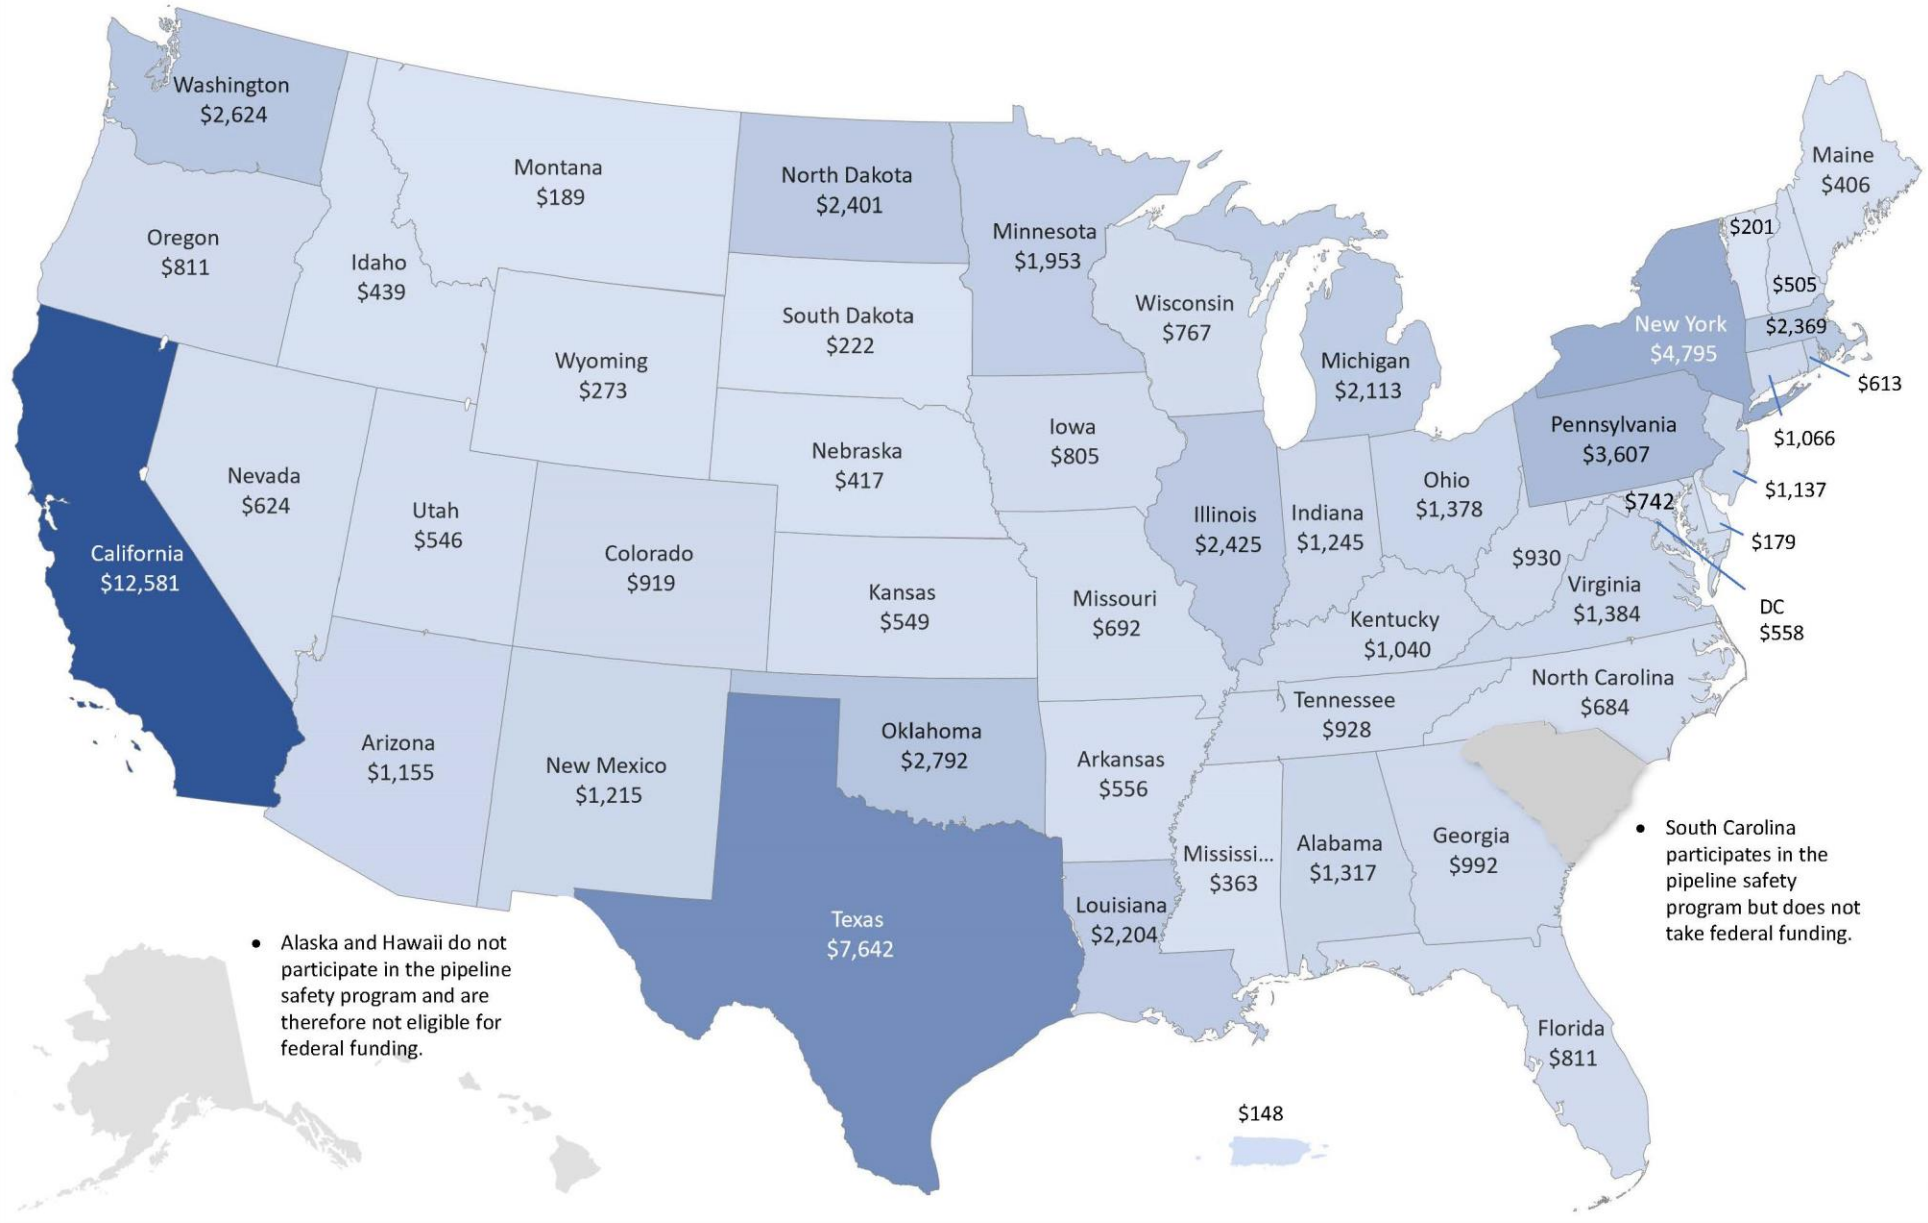 Washington
$2,624
Montana
$189
North Dakota
$2,401
Minnesota
$1,953
Maine
$406
Oregon
$811
Idaho
$439
$201
$505
South Dakota
$222
Wisconsin
$767
Michigan
$2,113
New York
$4,795
$2,369
$613
Wyoming
$273
Nebraska
$417
Iowa
$805
Pennsylvania
$3,607
$1,066
Nevada
$624
Utah
$546
Colorado
$919
Illinois
$2,425
Indiana
$1,245
Ohio
$1,378
$742
$1,137
$179
California
$12,581
Kansas
$549
Missouri
$692
$930
Virginia
$1,384
Kentucky
$1,040
DC
$558
Arizona
$1,155
New Mexico
$1,215
Oklahoma
$2,792
Tennessee
$928
North Carolina
$684
Arkansas
$556
Mississi...
$363
Alabama
$1,317
Georgia
$992
• South Carolina
participates in the
pipeline safety
program but does not
take federal funding.
Texas
$7,642
Louisiana
$2,204
• Alaska and Hawaii do not
participate in the pipeline
safety program and are
therefore not eligible for
federal funding.
Florida
$811
$148